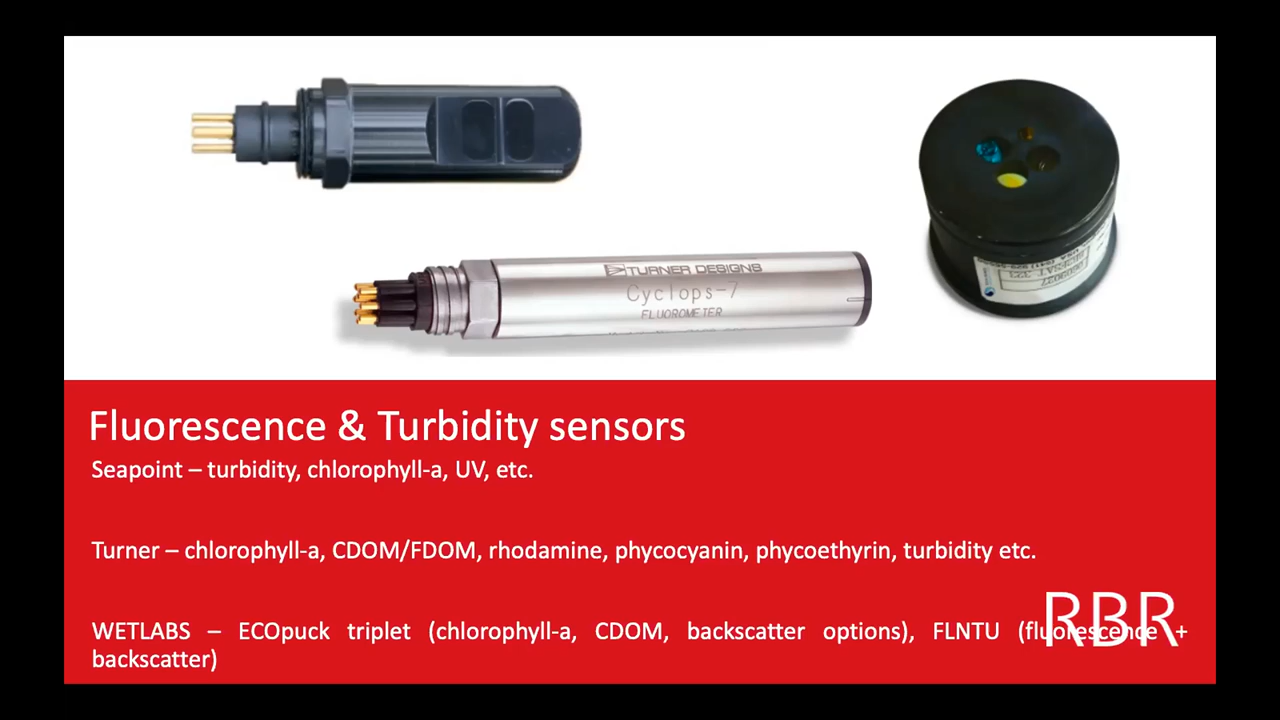 TURNER DESIGNS
Cyclops-7
FLUOROMETER
Fluorescence & Turbidity sensors
Seapoint – turbidity, chlorophyll-a, UV, etc.
Turner – chlorophyll-a, CDOM/FDOM, rhodamine, phycocyanin, phycoethyrin, turbidity etc.
WETLABS – ECOpuck triplet (chlorophyll-a, CDOM, backscatter options), FLNTU (fluorescence +
backscatter)
RBR